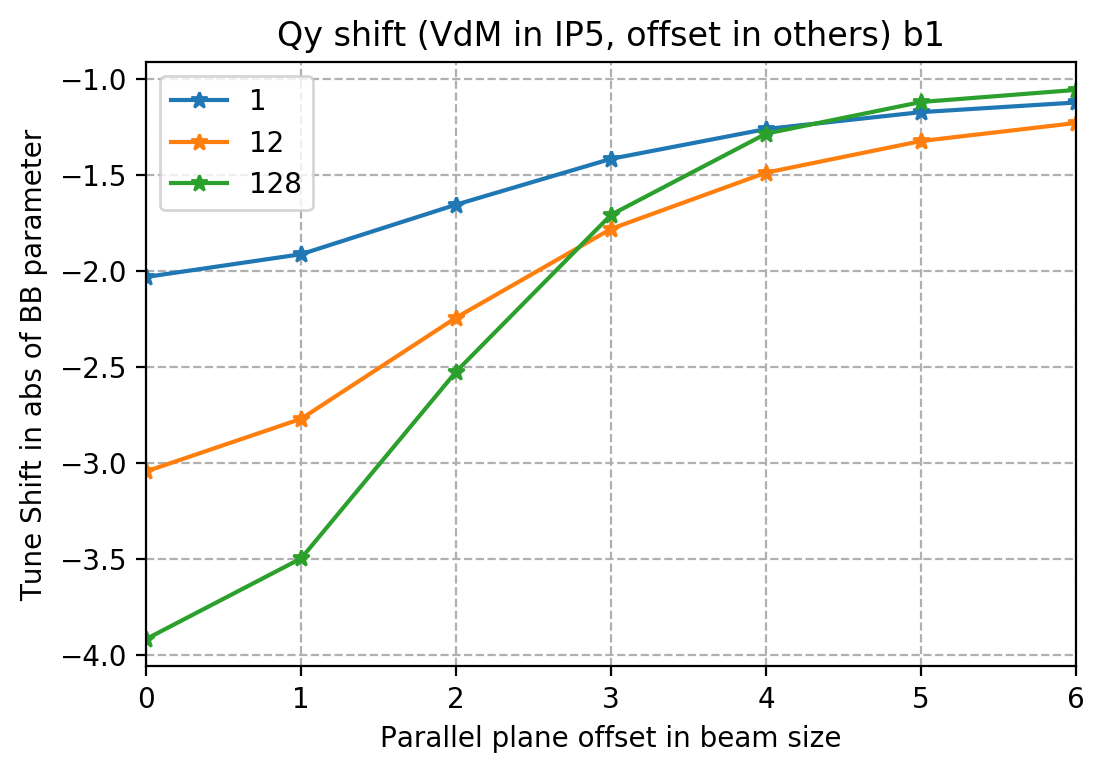 Qy shift (VdM in IP5, offset in others) b1
Tune Shift in abs of BB parameter
−1.0
−1.5
−2.0
−2.5
−3.0
−3.5
−4.0
1
12
128
0 1 2 3 4 5 6
Parallel plane offset in beam size